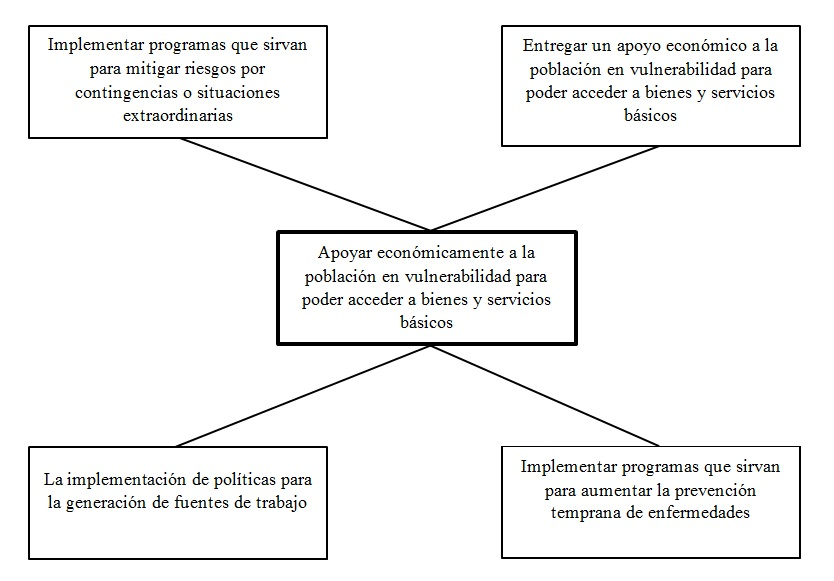 Implementar programas que sirvan
para mitigar riesgos por
contingencias o situaciones
extraordinarias
Entregar un apoyo económico a la
población en vulnerabilidad para
poder acceder a bienes y servicios
básicos
Apoyar económicamente a la
población en vulnerabilidad para
poder acceder a bienes y servicios
básicos
La implementación de políticas para
la generación de fuentes de trabajo
Implementar programas que sirvan
para aumentar la prevención
temprana de enfermedades